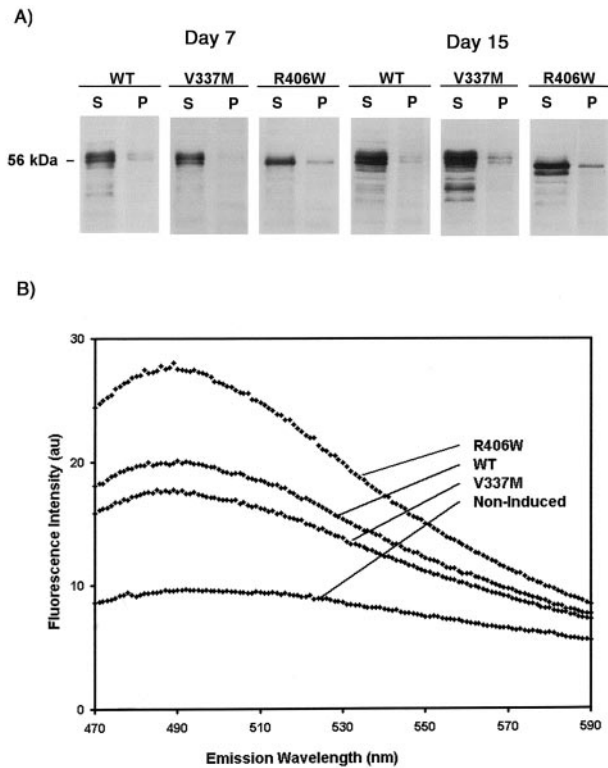 A)
Day 7 Day 15
WT V337M R406W WT V337M R406W
S P S P S P S P S P S P
56 kDa –
B)
30
20
10
0
Fluorescence Intensity (au)
R406W
WT
V337M
Non-Induced
470 490 510 530 550 570 590
Emission Wavelength (nm)